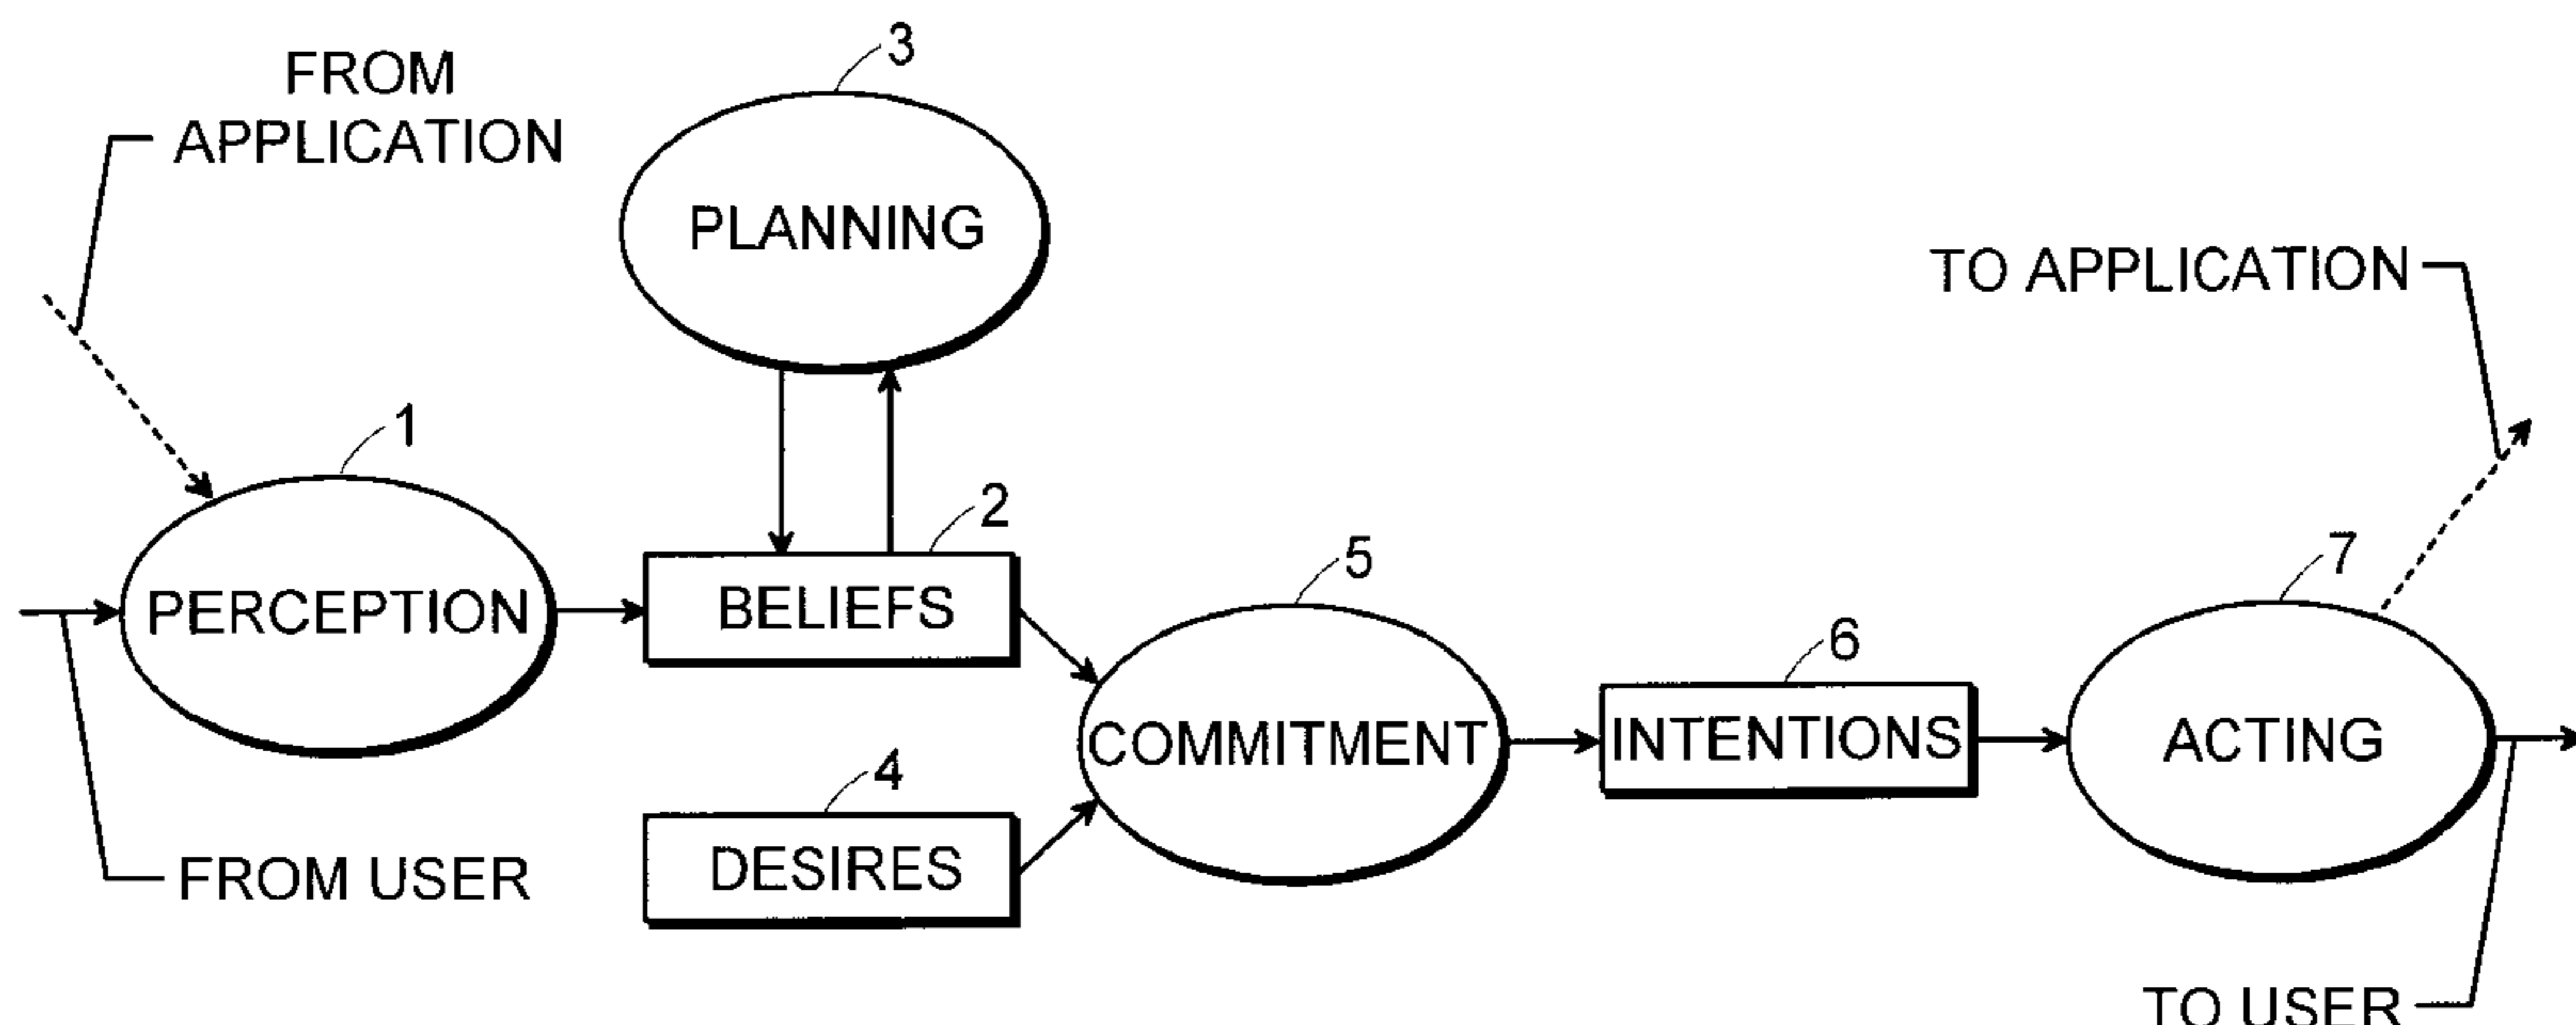 3
FROM
APPLICATION
PLANNING
TO APPLICATION
1
2
5
7
PERCEPTION
BELIEFS
6
4
COMMITMENT
INTENTIONS
ACTING
DESIRES
FROM USER
TO USER